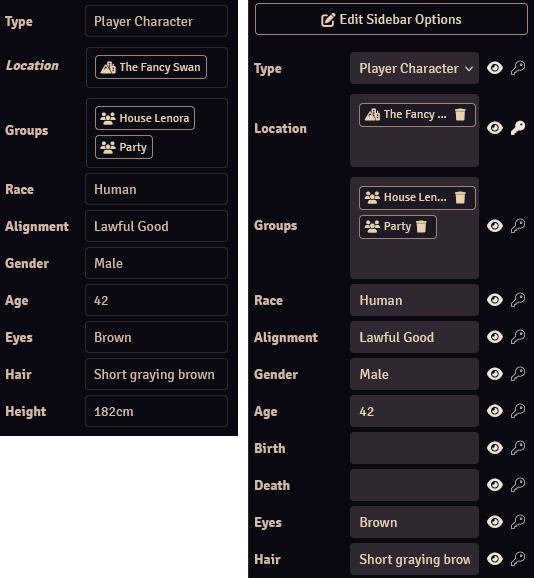 Type Player Character
Location The Fancy Swan
Groups House Lenora
Party
Race Human
Alignment Lawful Good
Gender Male
Age 42
Eyes Brown
Hair Short graying brown
Height 182cm
Edit Sidebar Options
Type Player Character
Location The Fancy ...
Groups House Len...
Party
Race Human
Alignment Lawful Good
Gender Male
Age 42
Birth
Death
Eyes Brown
Hair Short graying brow